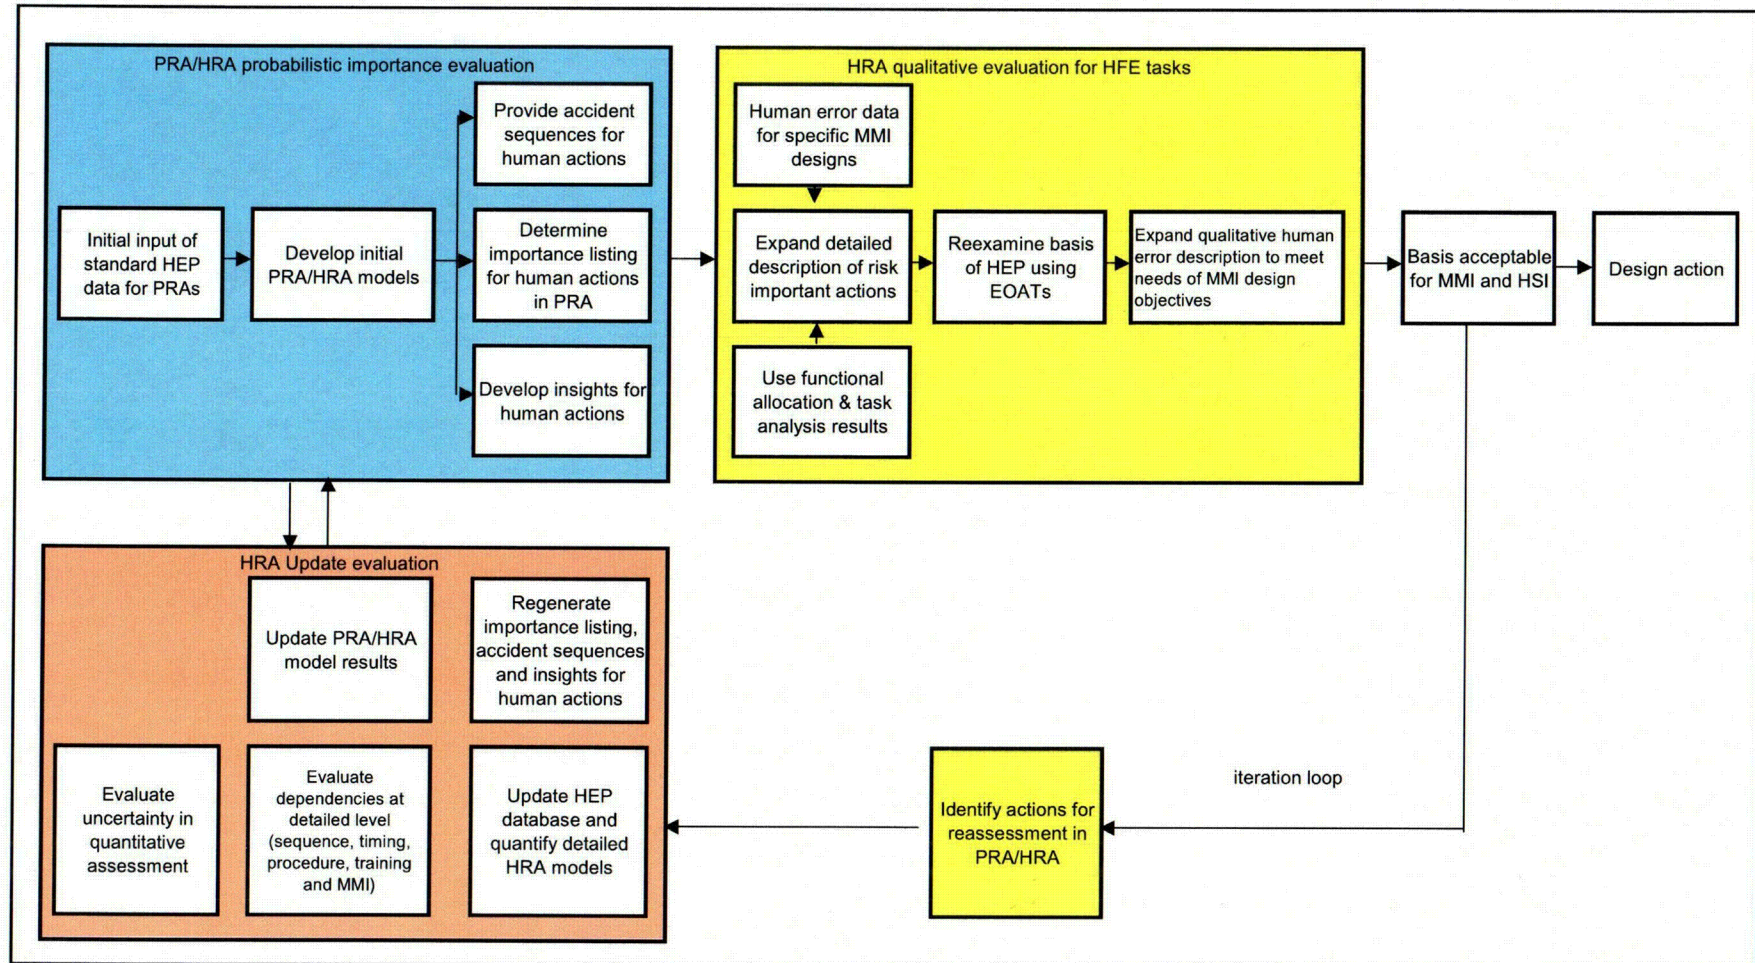 PRA/HRA probabilistic importance evaluation
Provide accident
sequences for
human actions
Initial input of
standard HEP
data for PRAs
Develop initial
PRA/HRA models
Determine
importance listing
for human actions
in PRA
Develop insights for
human actions
HRA qualitative evaluation for HFE tasks
Human error data
for specific MMI
designs
Expand detailed
description of risk
important actions
Use functional
allocation & task
analysis results
Reexamine basis
of HEP using
EOATs
Expand qualitative human
error description to meet
needs of MMI design
objectives
Basis acceptable
for MMI and HSI
Design action
HRA Update evaluation
Update PRA/HRA
model results
Regenerate
importance listing,
accident sequences
and insights for
human actions
Evaluate
uncertainty in
quantitative
assessment
Evaluate
dependencies at
detailed level
(sequence, timing,
procedure, training
and MMI)
Update HEP
database and
quantify detailed
HRA models
Identify actions for
reassessment in
PRA/HRA
iteration loop